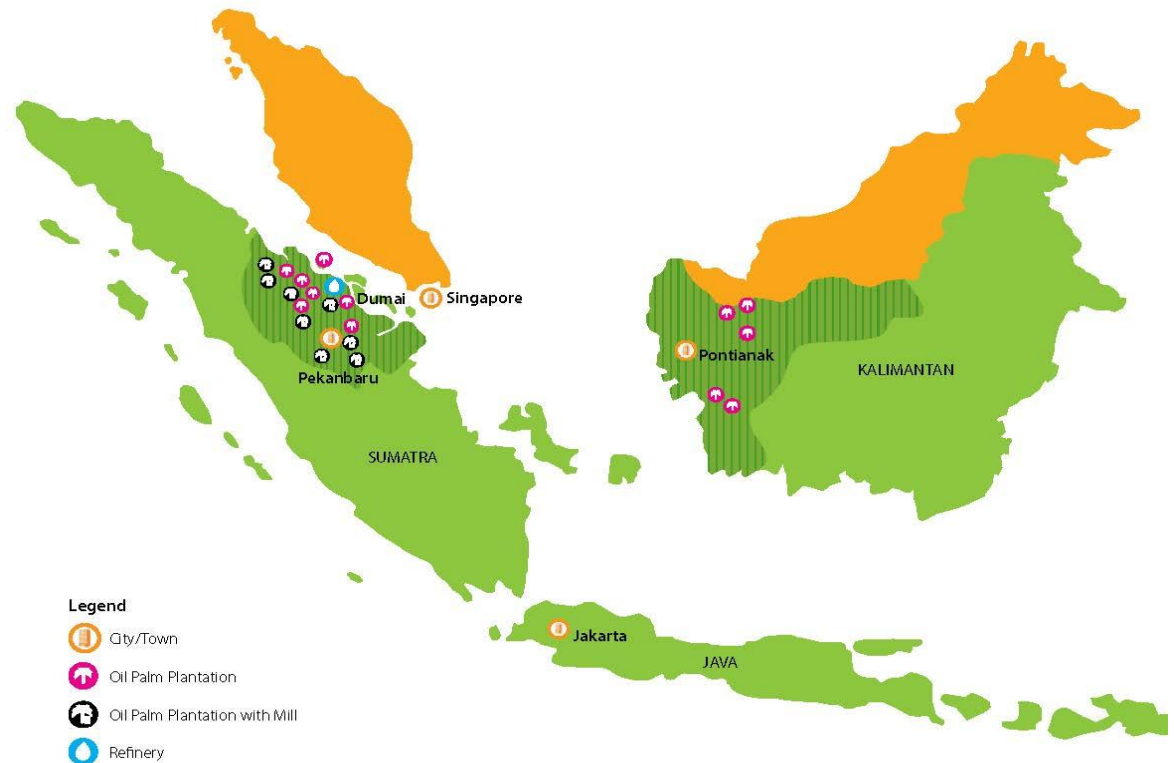 Dumai
Singapore
Pontianak
KALIMANTAN
Pekanbaru
SUMATRA
Legend
City/Town
Oil Palm Plantation
Oil Palm Plantation with Mill
Refinery
Jakarta
JAVA